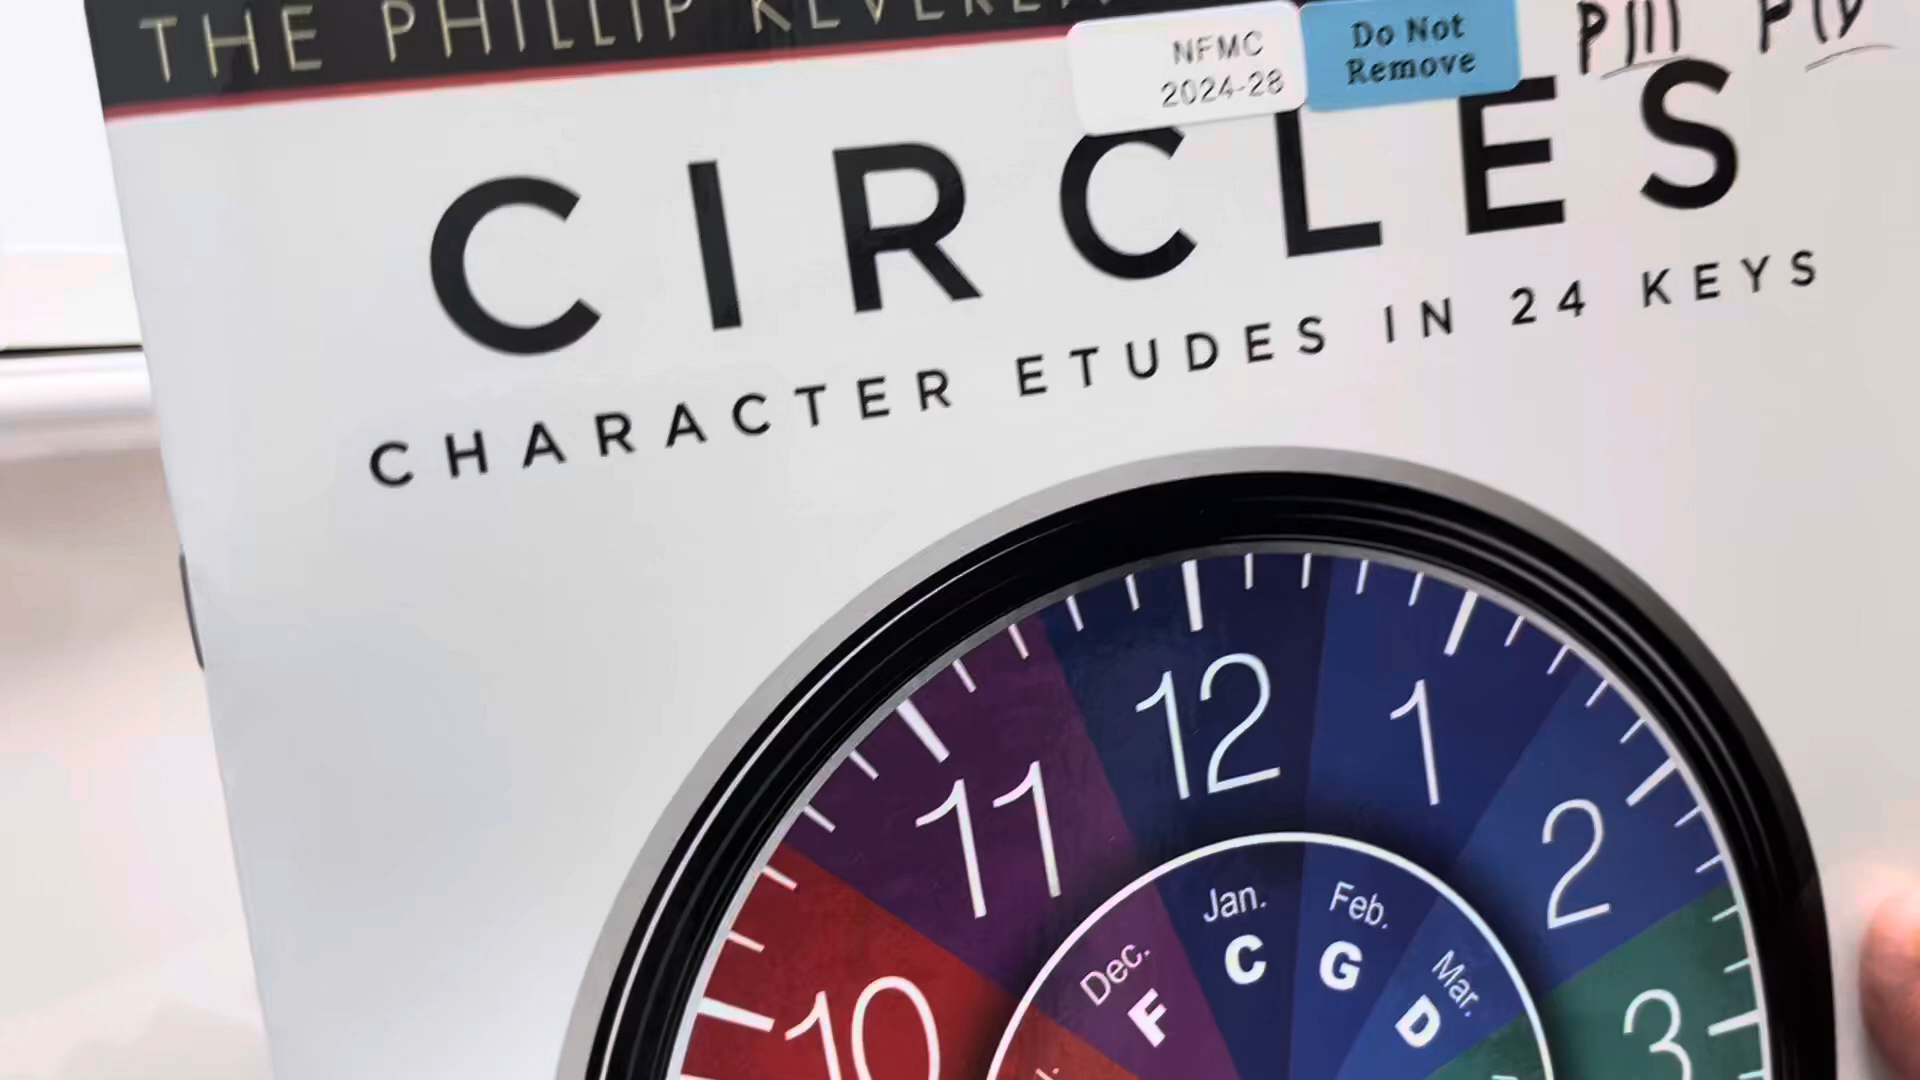 THE PHILLIP
NFMC
2024-28
Do Not
Remove
CIRCLES
CHARACTER ETUDES IN 24 KEYS
12
1
11
2
10
3
Jan.
C
Feb.
G
Dec.
F
Mar.
D